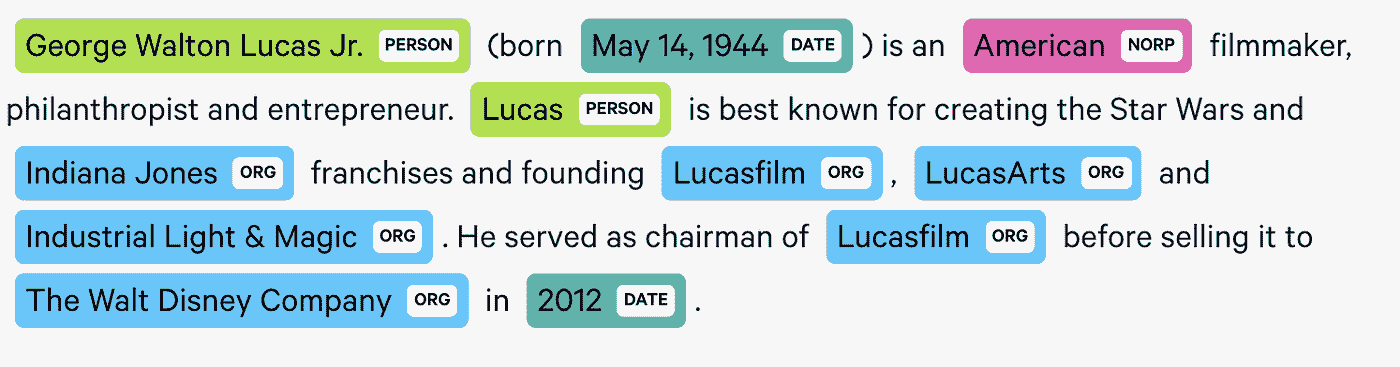 George Walton Lucas Jr. PERSON (born May 14, 1944 DATE ) is an American NORP filmmaker,
philanthropist and entrepreneur. Lucas PERSON is best known for creating the Star Wars and
Indiana Jones ORG franchises and founding Lucasfilm ORG , LucasArts ORG and
Industrial Light & Magic ORG . He served as chairman of Lucasfilm ORG before selling it to
The Walt Disney Company ORG in 2012 DATE .